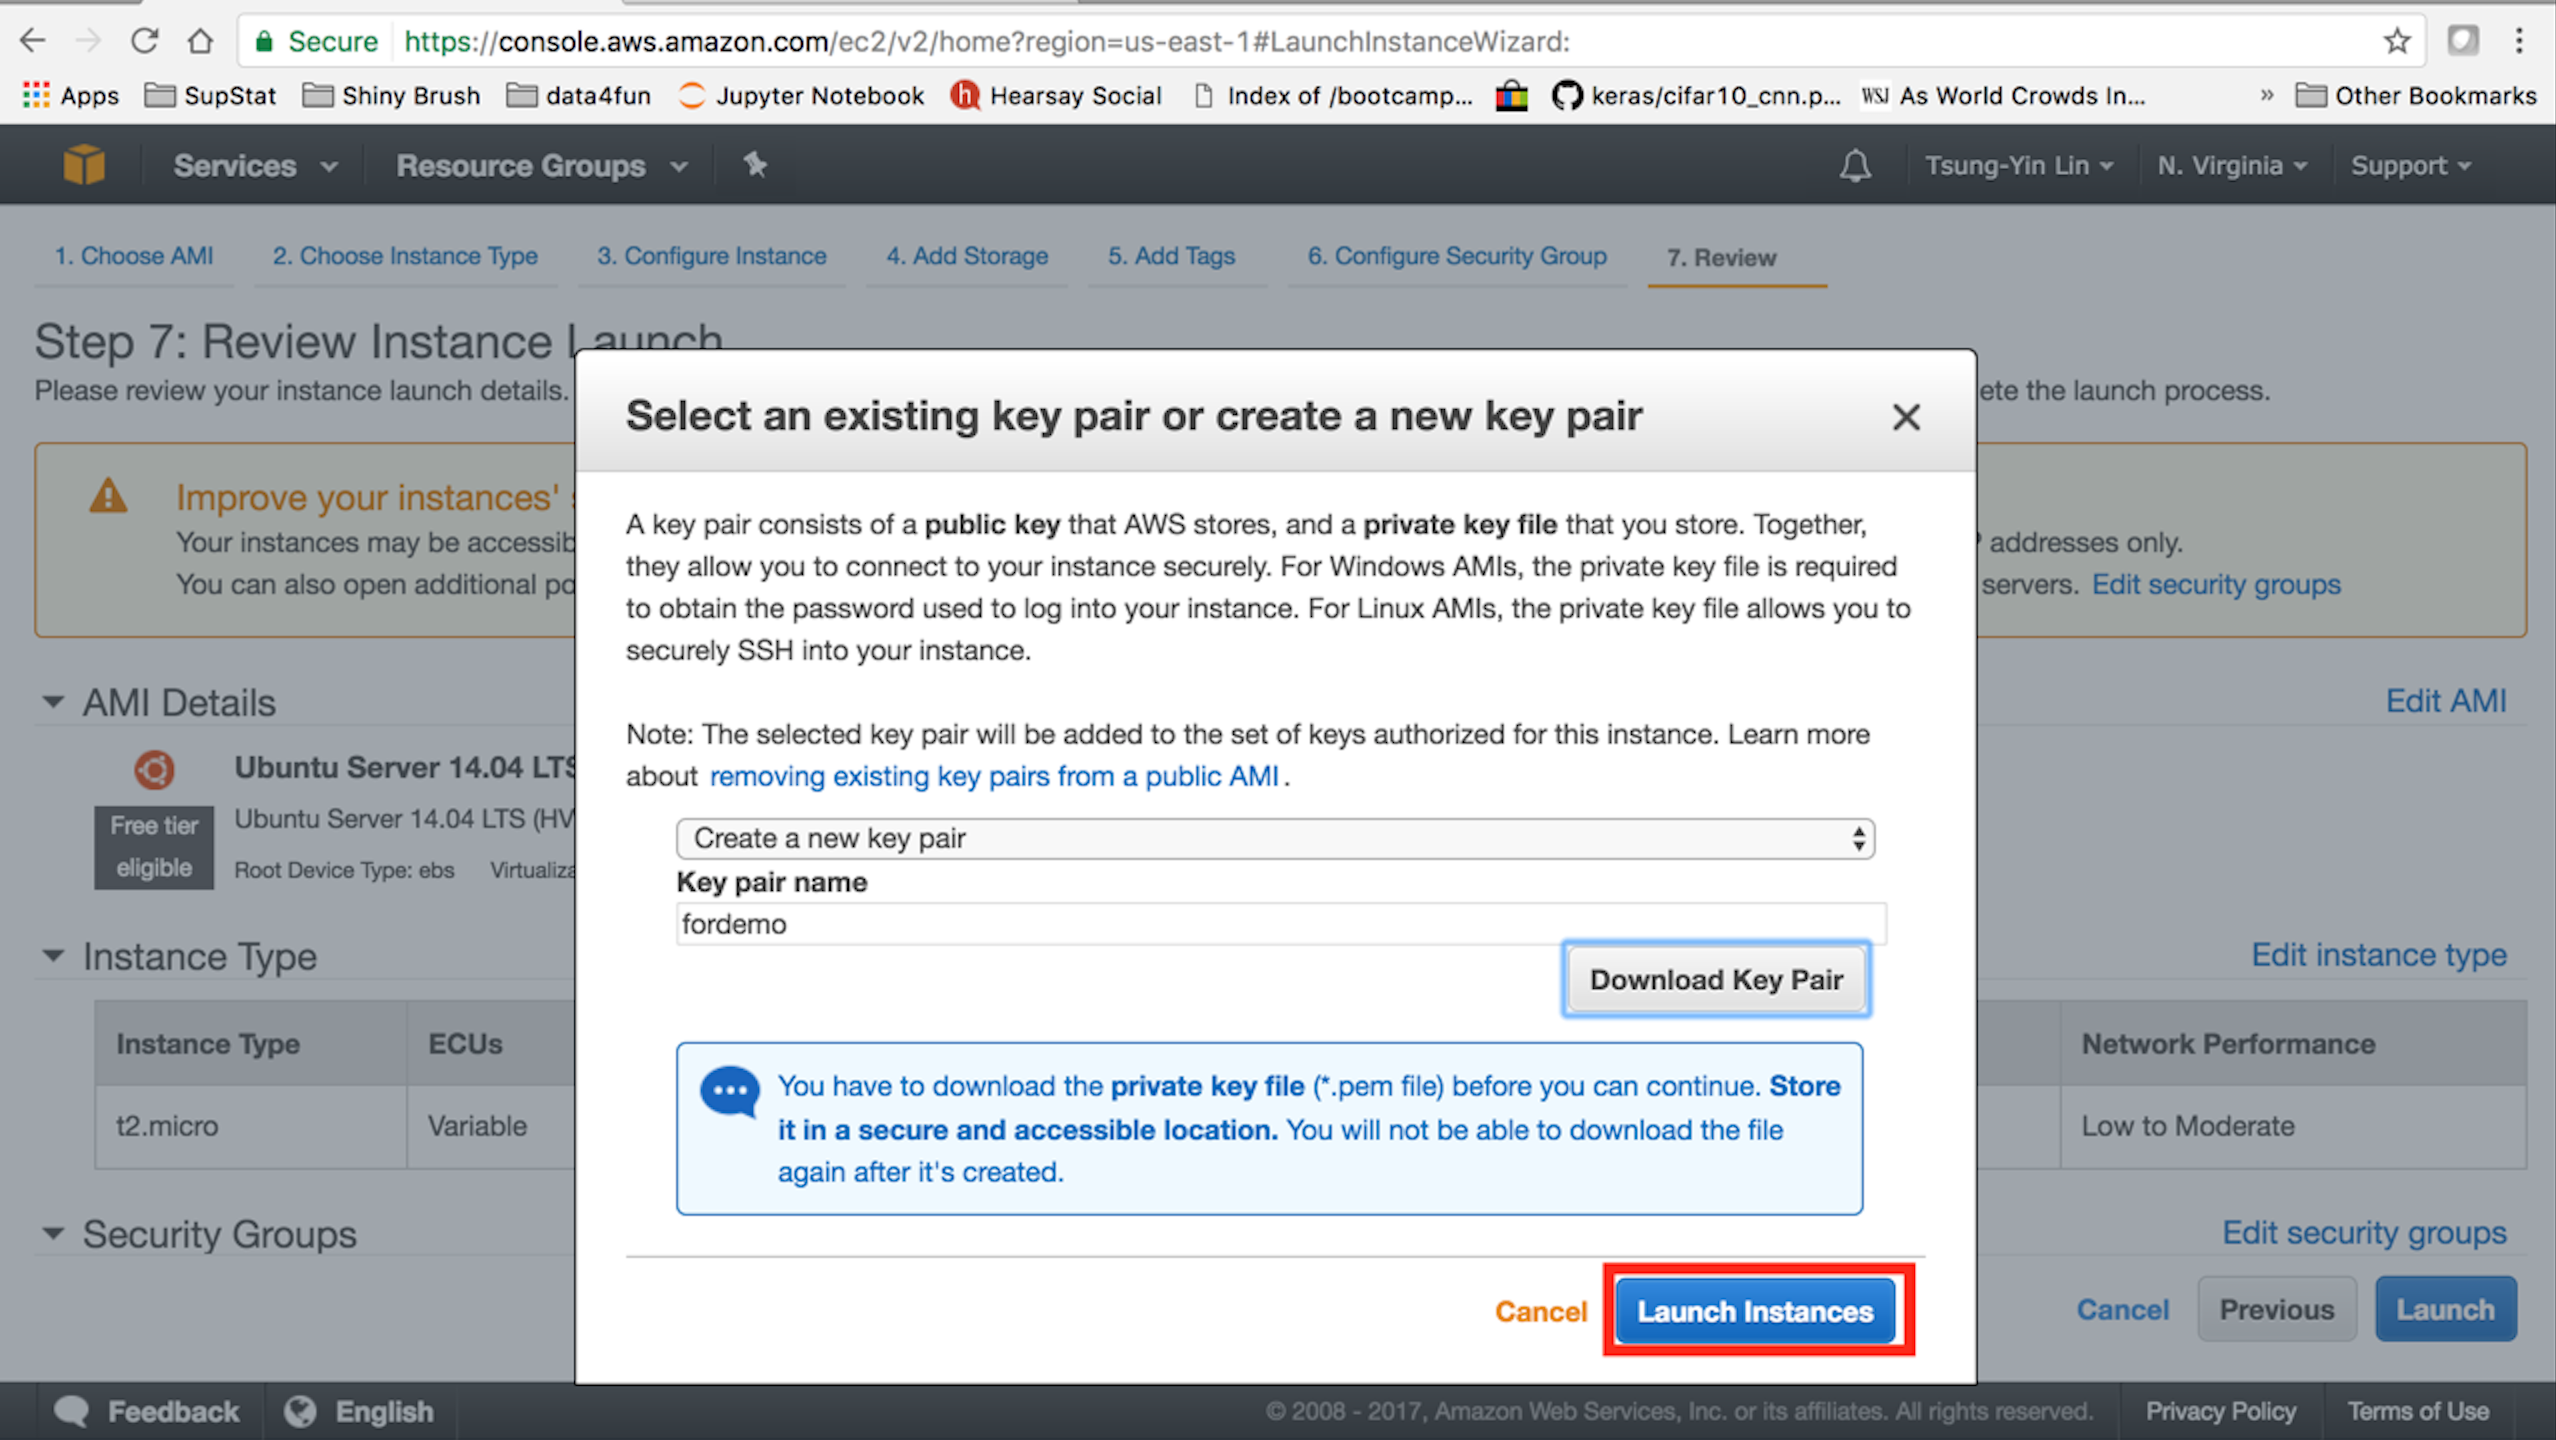 Secure https://console.aws.amazon.com/ec2/v2/home?region=us-east-1#LaunchInstanceWizard:
Apps SupStat Shiny Brush data4fun Jupyter Notebook Hearsay Social Index of /bootcamp... keras/cifar10_cnn.p... WSJ As World Crowds In... » Other Bookmarks
Services Resource Groups Tsung-Yin Lin N. Virginia Support
1. Choose AMI 2. Choose Instance Type 3. Configure Instance 4. Add Storage 5. Add Tags 6. Configure Security Group 7. Review
Step 7: Review Instance Launch
Please review your instance launch details. ete the launch process.
Select an existing key pair or create a new key pair
Improve your instances'
Your instances may be accessib addresses only.
You can also open additional po servers. Edit security groups
A key pair consists of a public key that AWS stores, and a private key file that you store. Together,
they allow you to connect to your instance securely. For Windows AMIs, the private key file is required
to obtain the password used to log into your instance. For Linux AMIs, the private key file allows you to
securely SSH into your instance.
Note: The selected key pair will be added to the set of keys authorized for this instance. Learn more
about removing existing key pairs from a public AMI.
AMI Details Edit AMI
Ubuntu Server 14.04 LTS
Free tier
eligible
Ubuntu Server 14.04 LTS (HV
Root Device Type: ebs Virtualiza
Create a new key pair
Key pair name
fordemo
Download Key Pair
Instance Type Edit instance type
Instance Type ECUs Network Performance
t2.micro Variable Low to Moderate
You have to download the private key file (*.pem file) before you can continue. Store
it in a secure and accessible location. You will not be able to download the file
again after it's created.
Security Groups Edit security groups
Cancel Launch Instances
Cancel Previous Launch
Feedback English © 2008 - 2017, Amazon Web Services, Inc. or its affiliates. All rights reserved. Privacy Policy Terms of Use